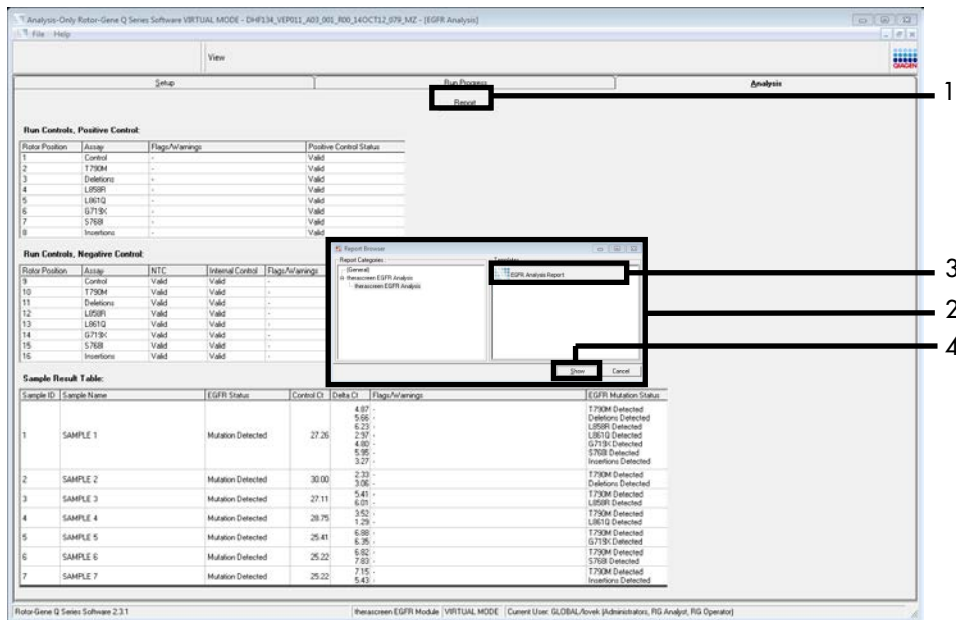 Analysis-Only Rotor-Gene Q Series Software VIRTUAL MODE - DHF134_VEP011_A03_001_R00_14OCT12_079_MZ - [EGFR Analysis]
File Help
View
QIAGEN
Setup Run Progress Analysis
Report
1
Run Controls, Positive Control:
Rotor Position Assay Flags/Warnings Positive Control Status
1 Control - Valid
2 T790M - Valid
3 Deletions - Valid
4 L858R - Valid
5 L861Q - Valid
6 G719X - Valid
7 S768I - Valid
8 Insertions - Valid
Run Controls, Negative Control:
Rotor Position Assay NTC Internal Control Flags/Warnings
9 Control Valid Valid -
10 T790M Valid Valid -
11 Deletions Valid Valid -
12 L858R Valid Valid -
13 L861Q Valid Valid -
14 G719X Valid Valid -
15 S768I Valid Valid -
16 Insertions Valid Valid -
Report Browser
Report Categories Templates
(General)
therascreen EGFR Analysis
therascreen EGFR Analysis
EGFR Analysis Report
3
2
4
Show Cancel
Sample Result Table:
Sample ID Sample Name EGFR Status Control Ct Delta Ct Flags/Warnings EGFR Mutation Status
1 SAMPLE 1 Mutation Detected 27.26
4.87 - T790M Detected
5.66 - Deletions Detected
6.23 - L858R Detected
2.97 - L861Q Detected
4.80 - G719X Detected
5.95 - S768I Detected
3.27 - Insertions Detected
2 SAMPLE 2 Mutation Detected 30.00
2.33 - T790M Detected
3.06 - Deletions Detected
3 SAMPLE 3 Mutation Detected 27.11
5.41 - T790M Detected
6.01 - L858R Detected
4 SAMPLE 4 Mutation Detected 28.75
3.52 - T790M Detected
1.29 - L861Q Detected
5 SAMPLE 5 Mutation Detected 25.41
6.88 - T790M Detected
6.35 - G719X Detected
6 SAMPLE 6 Mutation Detected 25.22
6.82 - T790M Detected
7.83 - S768I Detected
7 SAMPLE 7 Mutation Detected 25.22
7.15 - T790M Detected
5.43 - Insertions Detected
Rotor-Gene Q Series Software 2.3.1 therascreen EGFR Module VIRTUAL MODE Current User: GLOBAL/lovek (Administrators, RG Analyst, RG Operator)